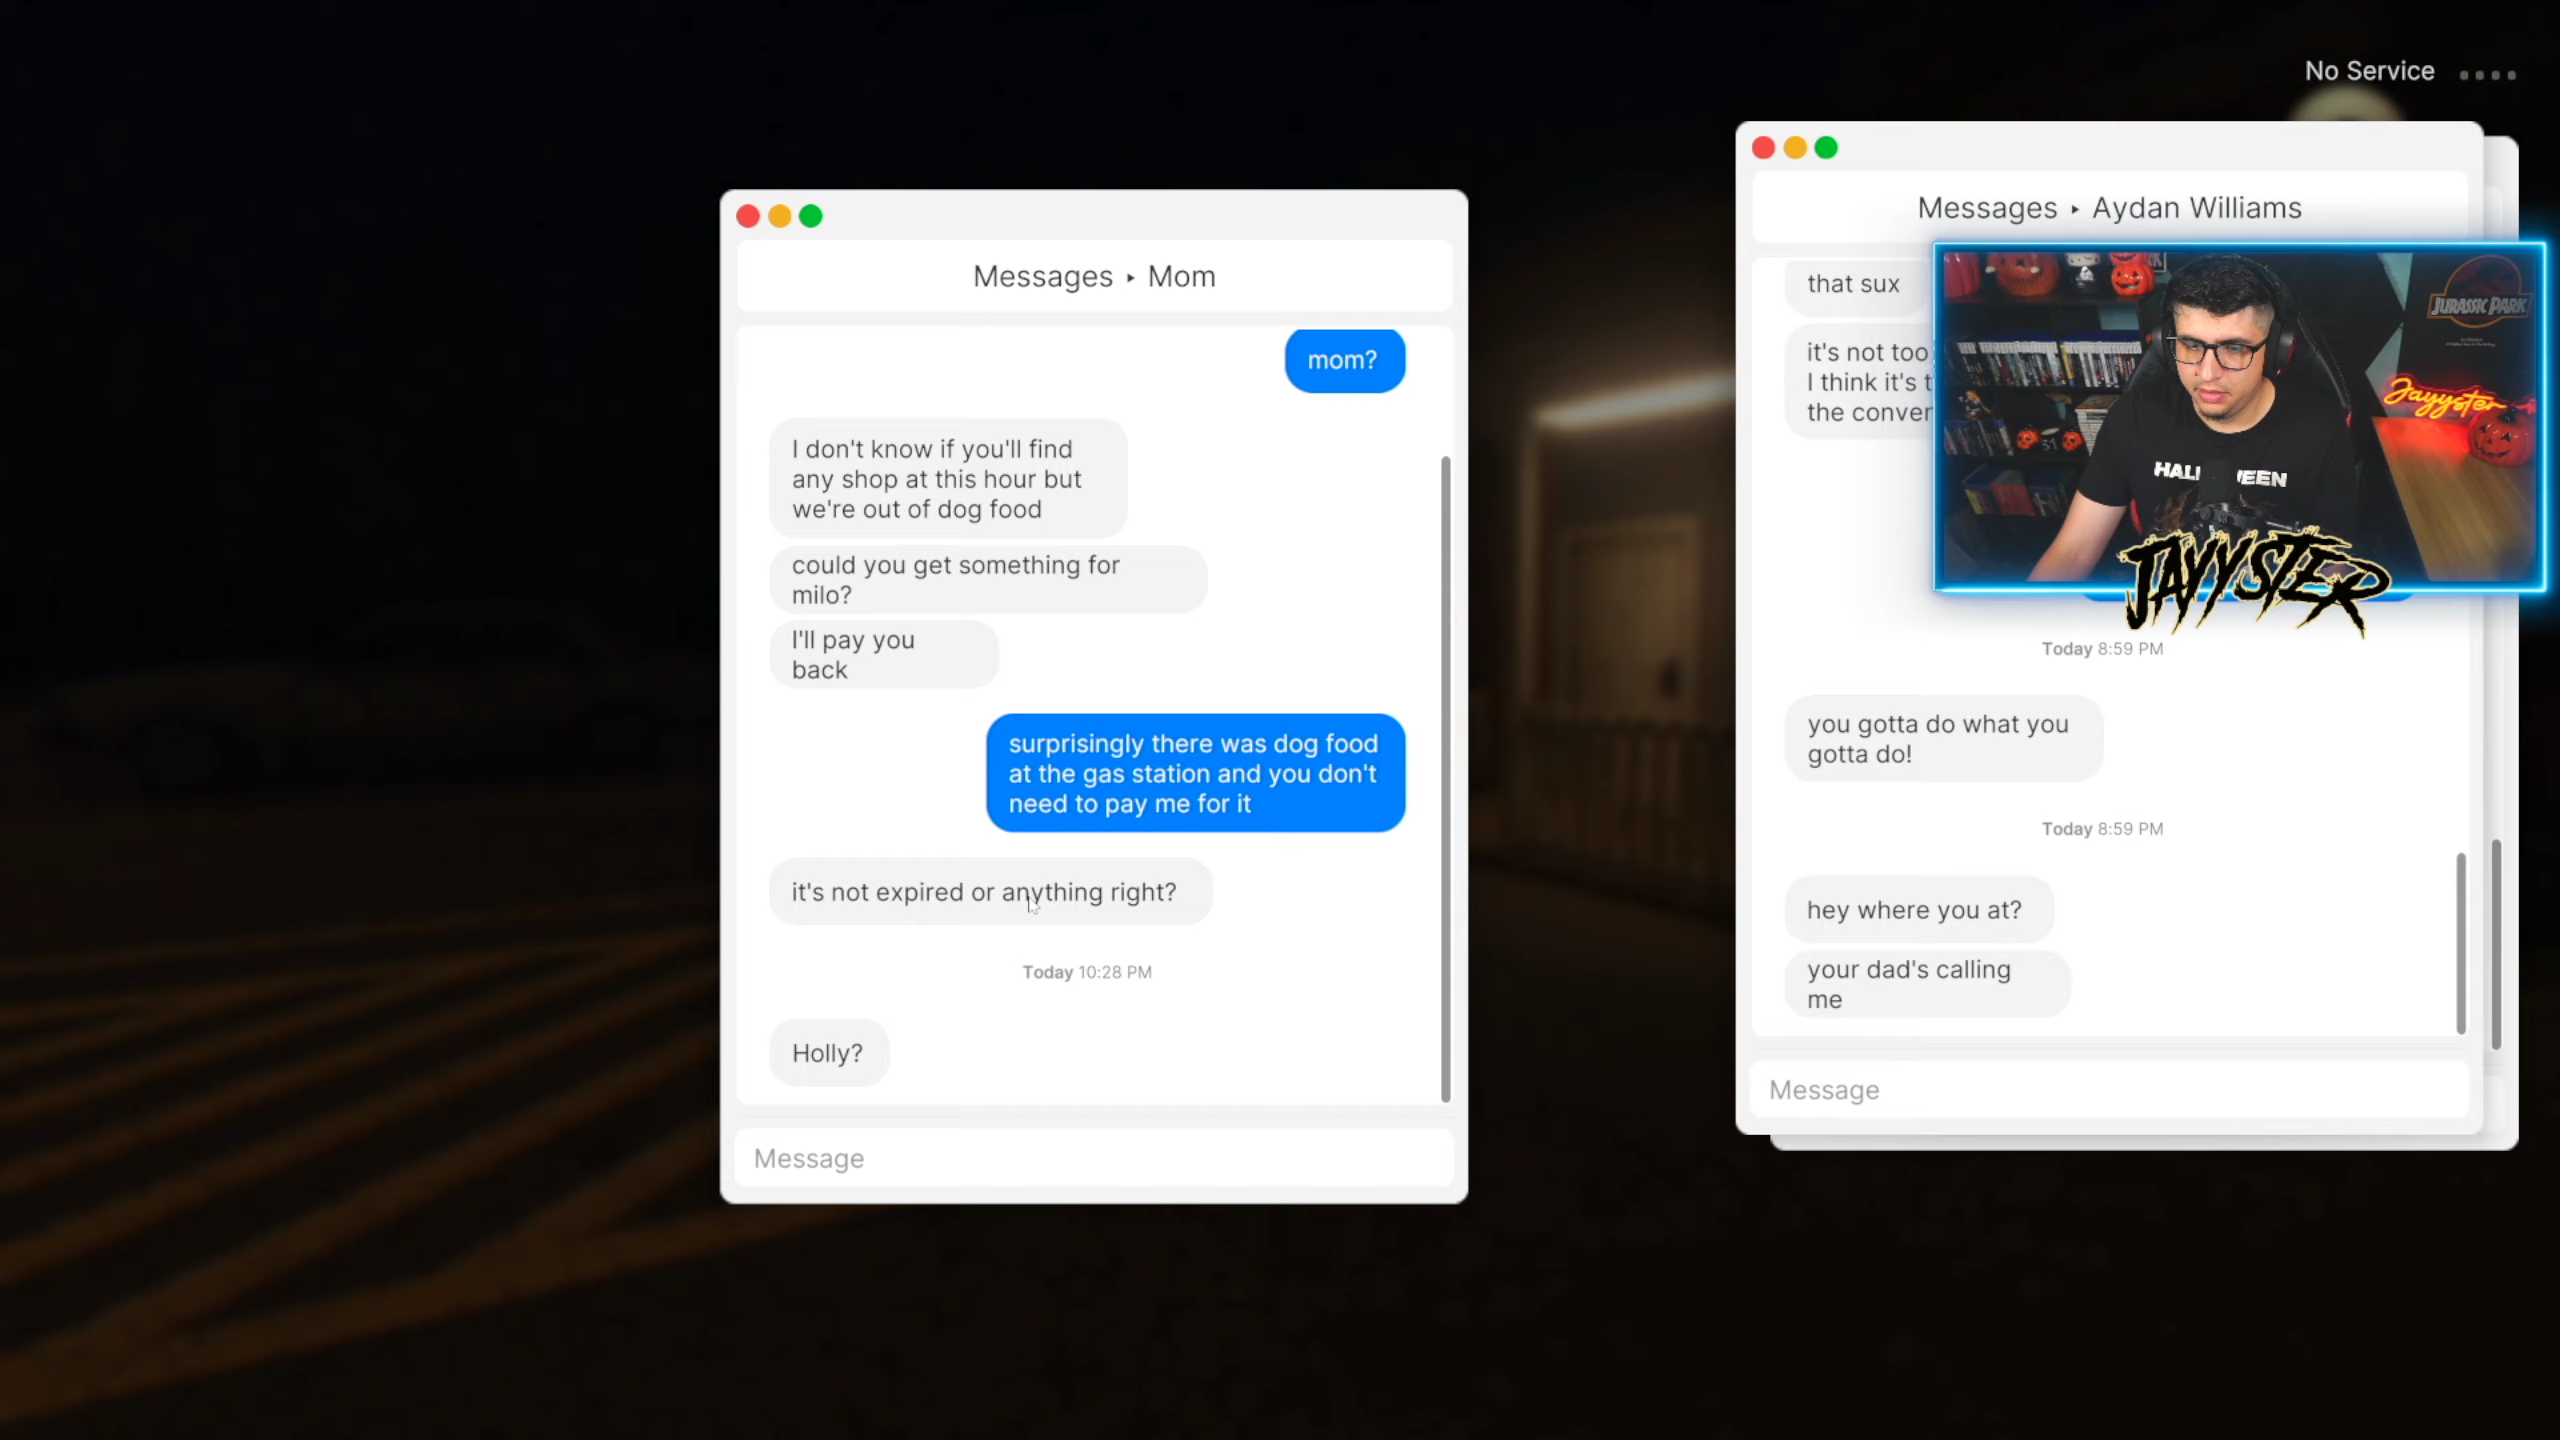 No Service
Messages ▸ Mom
mom?
I don't know if you'll find
any shop at this hour but
we're out of dog food
could you get something for
milo?
I'll pay you
back
surprisingly there was dog food
at the gas station and you don't
need to pay me for it
it's not expired or anything right?
Today 10:28 PM
Holly?
Message
Messages ▸ Aydan Williams
that sux
it's not too
I think it's
the
JURASSIC PARK
Jayyster
31
JAYYSTER
Today 8:59 PM
you gotta do what you
gotta do!
Today 8:59 PM
hey where you at?
your dad's calling
me
Message